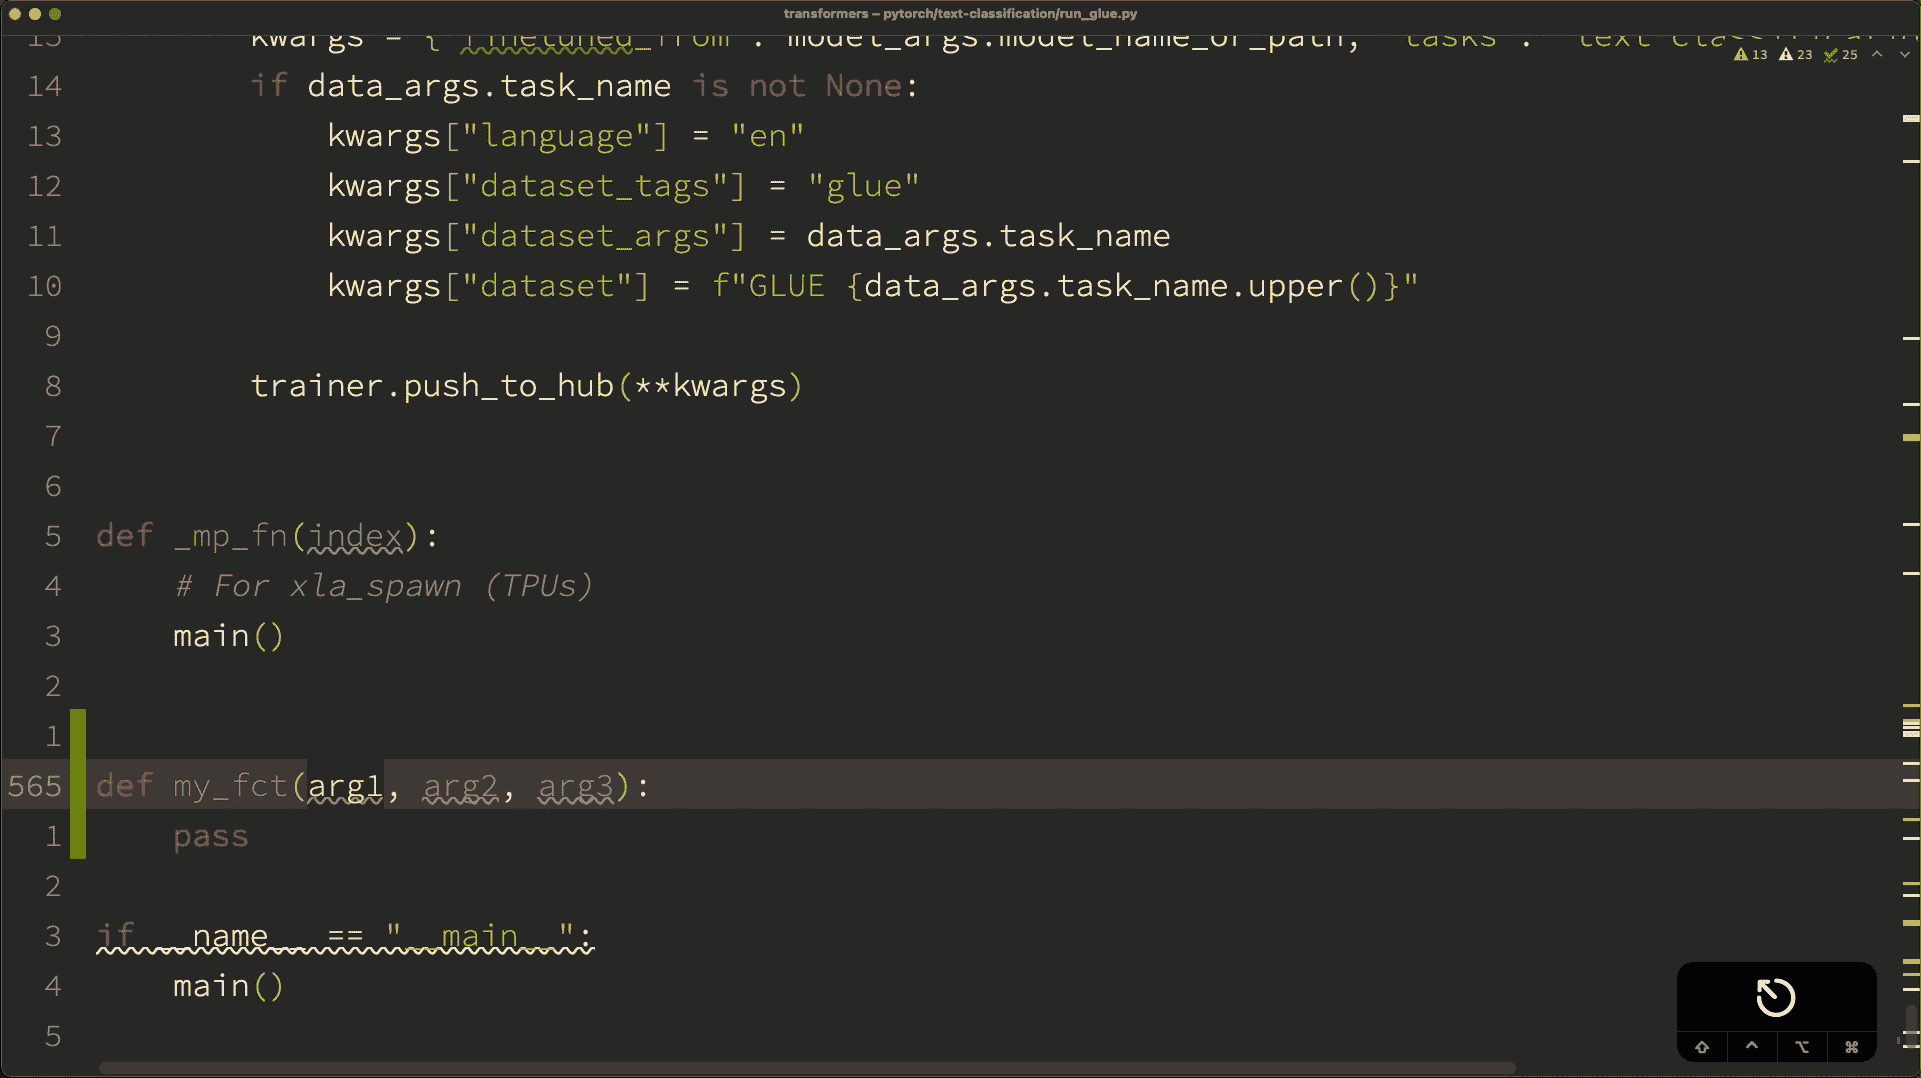 transformers – pytorch/text-classification/run_glue.py
13 23 25
15 kwargs = {"finetuned_from": model_args.model_name_or_path, "tasks":
14 if data_args.task_name is not None:
13 kwargs["language"] = "en"
12 kwargs["dataset_tags"] = "glue"
11 kwargs["dataset_args"] = data_args.task_name
10 kwargs["dataset"] = f"GLUE {data_args.task_name.upper()}"
9
8 trainer.push_to_hub(**kwargs)
7
6
5 def _mp_fn(index):
4 # For xla_spawn (TPUs)
3 main()
2
1
565 def my_fct(arg1, arg2, arg3):
1 pass
2
3 if __name__ == "__main__":
4 main()
5